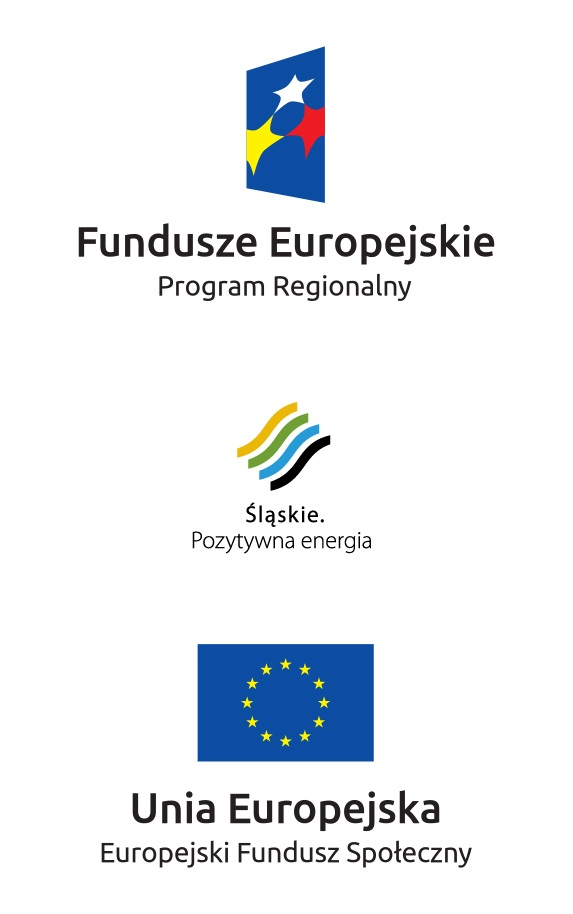 Fundusze Europejskie
Program Regionalny
Śląskie.
Pozytywna energia
Unia Europejska
Europejski Fundusz Społeczny